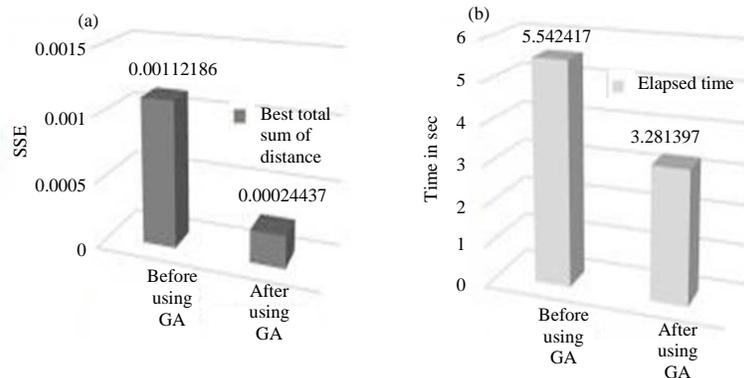 (a)
0.0015
0.001
0.0005
0
SSE
0.00112186
0.00024437
Best total
sum of
distance
Before
using
GA
After
using
GA
(b)
6
5
4
3
2
1
0
Time in sec
5.542417
3.281397
Elapsed time
Before
using
GA
After
using
GA